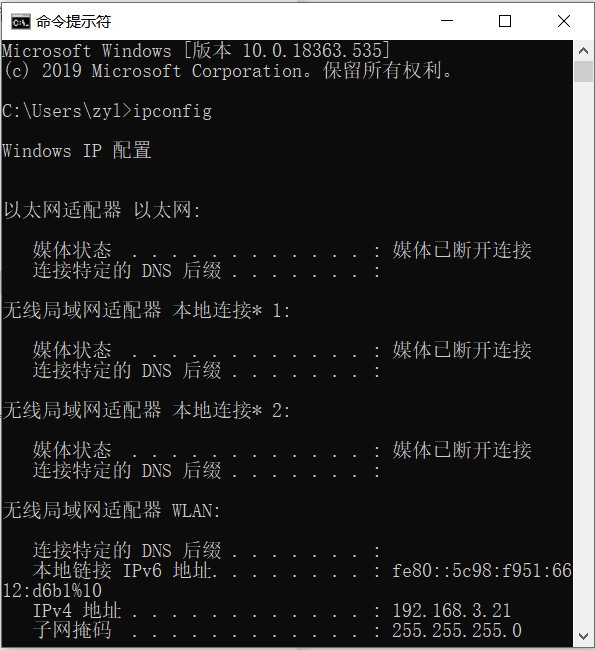 命令提示符
Microsoft Windows [版本 10.0.18363.535]
(c) 2019 Microsoft Corporation。保留所有权利。
C:\Users\zyl>ipconfig
Windows IP 配置
以太网适配器 以太网:
媒体状态 . . . . . . . . . . . . : 媒体已断开连接
连接特定的 DNS 后缀 . . . . . . . :
无线局域网适配器 本地连接* 1:
媒体状态 . . . . . . . . . . . . : 媒体已断开连接
连接特定的 DNS 后缀 . . . . . . . :
无线局域网适配器 本地连接* 2:
媒体状态 . . . . . . . . . . . . : 媒体已断开连接
连接特定的 DNS 后缀 . . . . . . . :
无线局域网适配器 WLAN:
连接特定的 DNS 后缀 . . . . . . . :
本地链接 IPv6 地址. . . . . . . . : fe80::5c98:f951:66
12:d6b1%10
IPv4 地址 . . . . . . . . . . . . : 192.168.3.21
子网掩码 . . . . . . . . . . . . : 255.255.255.0